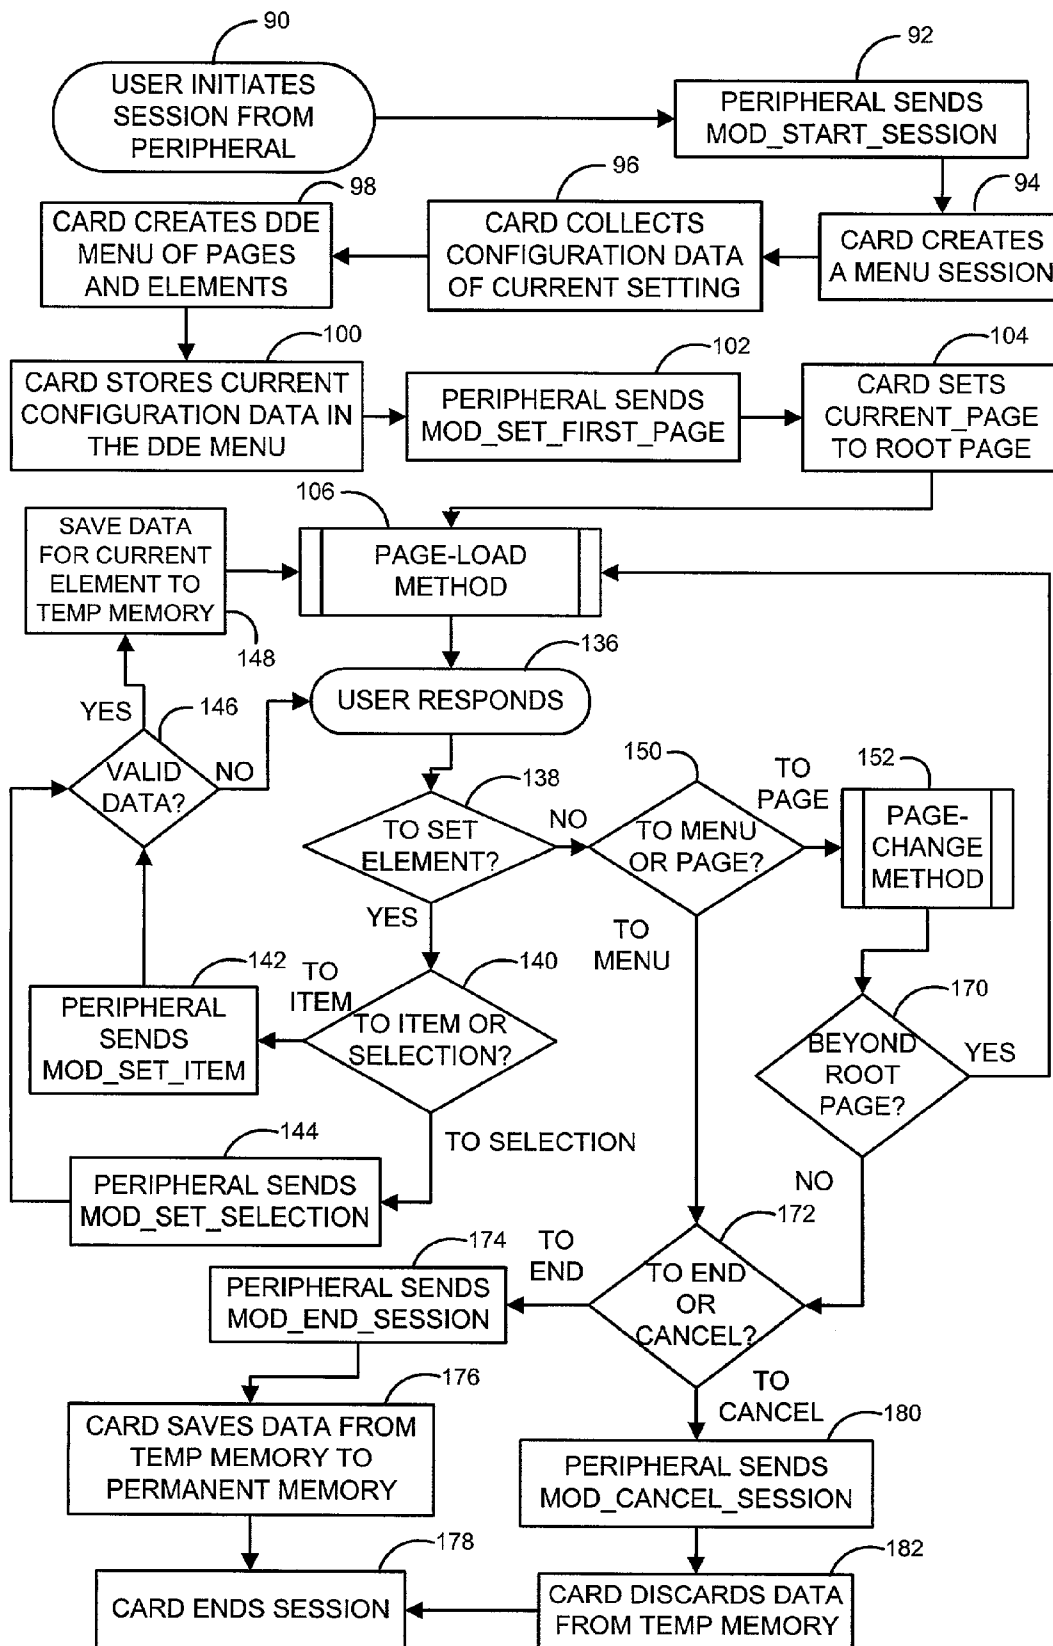 90
USER INITIATES
SESSION FROM
PERIPHERAL
92
PERIPHERAL SENDS
MOD_START_SESSION
94
CARD CREATES
A MENU SESSION
96
CARD COLLECTS
CONFIGURATION DATA
OF CURRENT SETTING
98
CARD CREATES DDE
MENU OF PAGES
AND ELEMENTS
100
CARD STORES CURRENT
CONFIGURATION DATA IN
THE DDE MENU
102
PERIPHERAL SENDS
MOD_SET_FIRST_PAGE
104
CARD SETS
CURRENT_PAGE
TO ROOT PAGE
106
PAGE-LOAD
METHOD
SAVE DATA
FOR CURRENT
ELEMENT TO
TEMP MEMORY
148
136
USER RESPONDS
YES
146
VALID
DATA?
NO
138
TO SET
ELEMENT?
NO
YES
150
TO MENU
OR PAGE?
TO
PAGE
TO
MENU
152
PAGE-
CHANGE
METHOD
142
PERIPHERAL
SENDS
MOD_SET_ITEM
TO
ITEM
140
TO ITEM OR
SELECTION?
TO SELECTION
170
BEYOND
ROOT
PAGE?
YES
NO
144
PERIPHERAL SENDS
MOD_SET_SELECTION
172
TO END
OR
CANCEL?
TO
END
TO
CANCEL
174
PERIPHERAL SENDS
MOD_END_SESSION
176
CARD SAVES DATA FROM
TEMP MEMORY TO
PERMANENT MEMORY
180
PERIPHERAL SENDS
MOD_CANCEL_SESSION
178
CARD ENDS SESSION
182
CARD DISCARDS DATA
FROM TEMP MEMORY